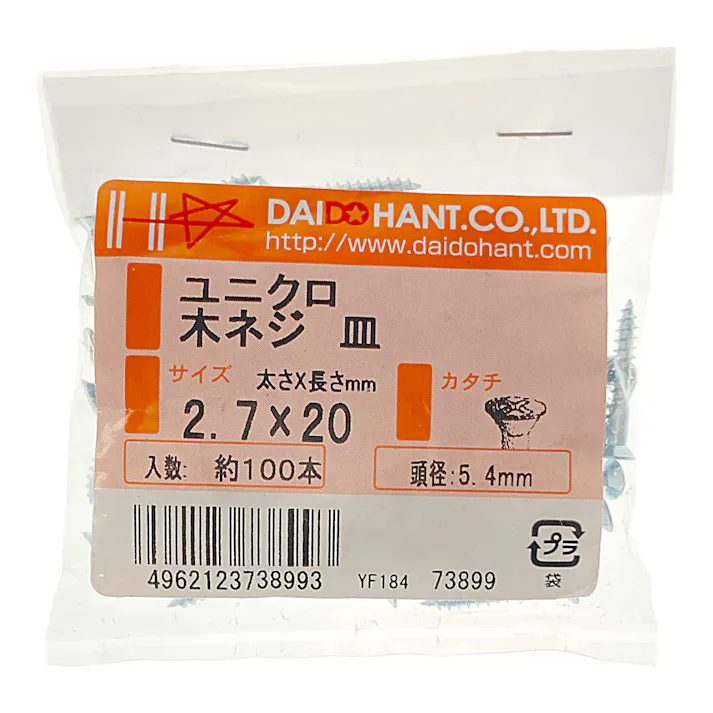 DAIDOHANT.CO.,LTD.
http://www.daidohant.com
ユニクロ
木ネジ 皿
サイズ 太さX長さmm
2.7×20
カタチ
入数: 約100本
頭径:5.4mm
4962123738993 YF184 73899
プラ
袋